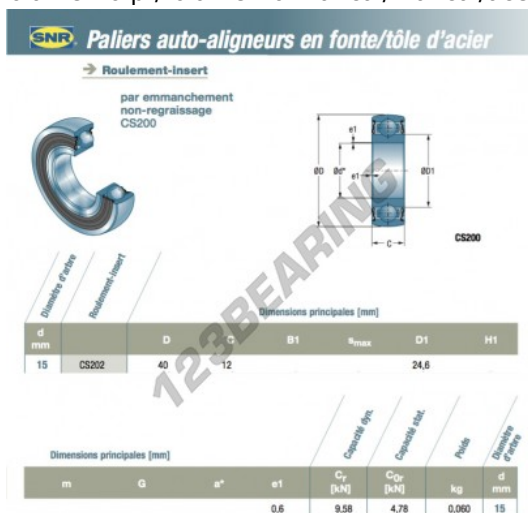 SNR Paliers auto-aligneurs en fonte/tôle d'acier
Roulement-insert
par emmanchement
non-regraissage
CS200
e1
ØD
Ød*
e1
ØD1
C
CS200
123BEARING
Diamètre d'arbre
Roulement-insert
Dimensions principales [mm]
d
mm
D C B1 smax D1 H1
15 CS202 40 12 24,6
Dimensions principales [mm]
Capacité dyn.
Capacité stat.
Poids
Diamètre
d'arbre
m G a* e1 Cr [kN] C0r [kN] kg d mm
0,6 9,58 4,78 0,060 15